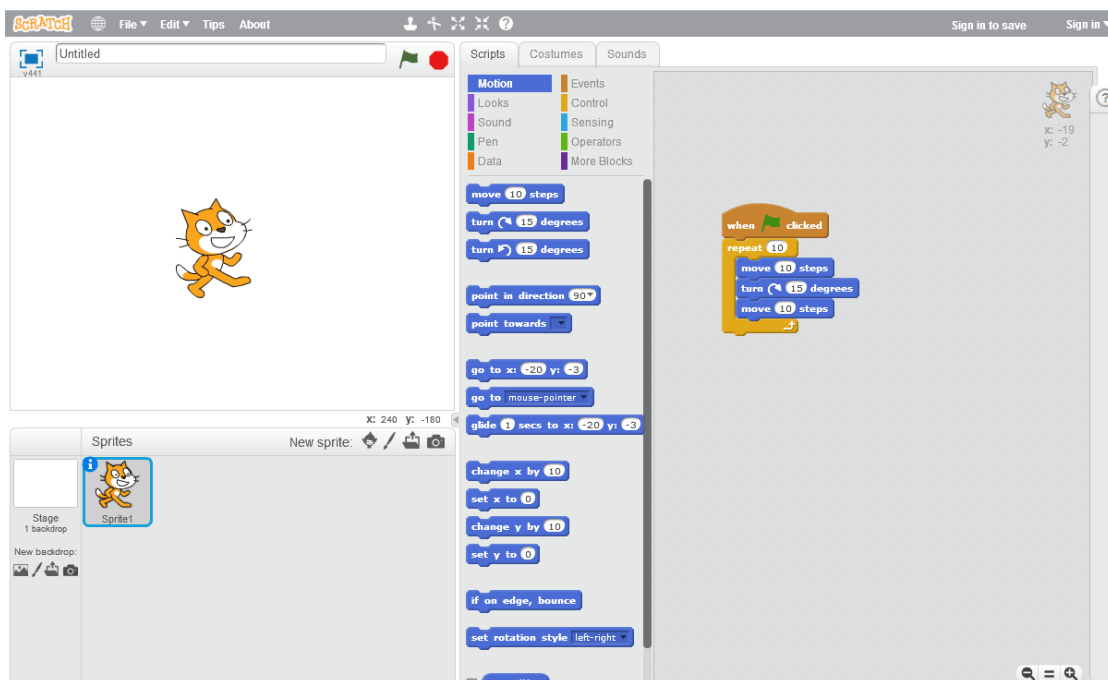 SCRATCH File Edit Tips About Sign in to save Sign in
Untitled
v441
Scripts Costumes Sounds
Motion Events
Looks Control
Sound Sensing
Pen Operators
Data More Blocks
x: -19
y: -2
move 10 steps
turn 15 degrees
turn 15 degrees
point in direction 90
point towards
go to x: -20 y: -3
go to mouse-pointer
glide 1 secs to x: -20 y: -3
change x by 10
set x to 0
change y by 10
set y to 0
if on edge, bounce
set rotation style left-right
when clicked
repeat 10
move 10 steps
turn 15 degrees
move 10 steps
x: 240 y: -180
Sprites New sprite:
Sprite1
Stage
1 backdrop
New backdrop: